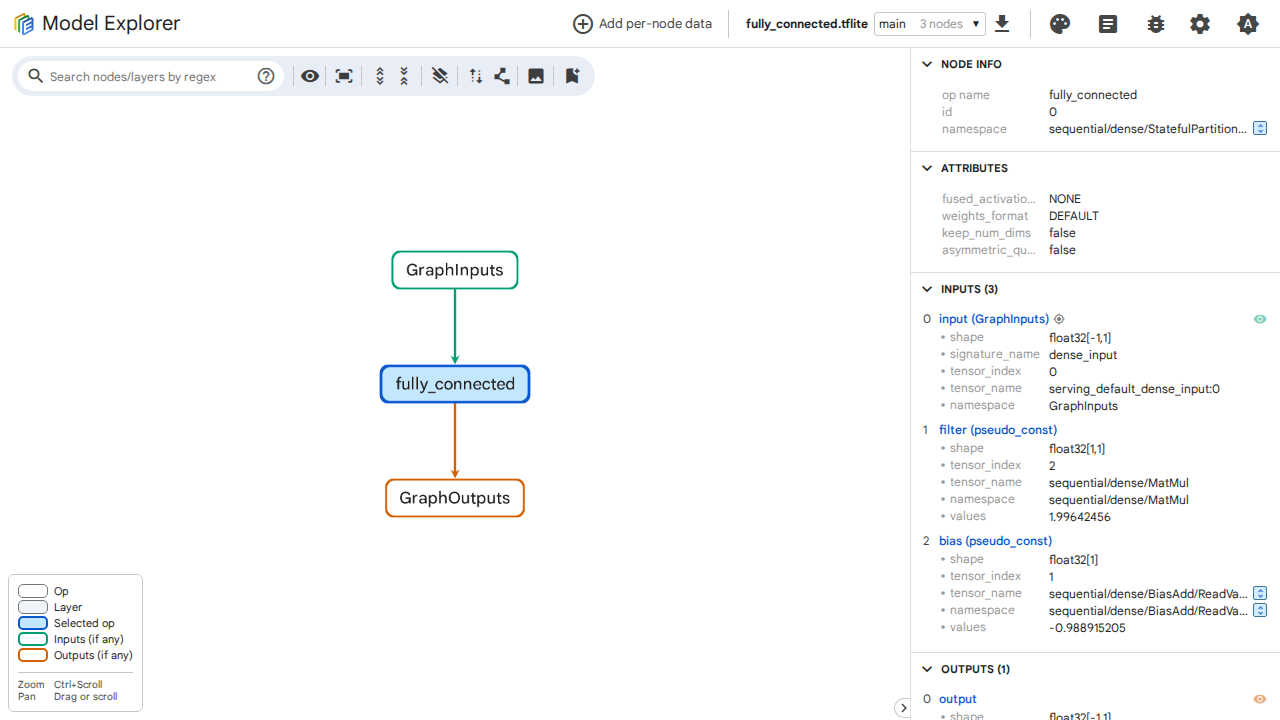 Model Explorer
Add per-node data
fully_connected.tflite
main 3 nodes
Search nodes/layers by regex
GraphInputs
fully_connected
GraphOutputs
Op
Layer
Selected op
Inputs (if any)
Outputs (if any)
Zoom Ctrl+Scroll
Pan Drag or scroll
NODE INFO
op name fully_connected
id 0
namespace sequential/dense/StatefulPartition...
ATTRIBUTES
fused_activatio... NONE
weights_format DEFAULT
keep_num_dims false
asymmetric_qu... false
INPUTS (3)
0 input (GraphInputs)
• shape float32[-1,1]
• signature_name dense_input
• tensor_index 0
• tensor_name serving_default_dense_input:0
• namespace GraphInputs
1 filter (pseudo_const)
• shape float32[1,1]
• tensor_index 2
• tensor_name sequential/dense/MatMul
• namespace sequential/dense/MatMul
• values 1.99642456
2 bias (pseudo_const)
• shape float32[1]
• tensor_index 1
• tensor_name sequential/dense/BiasAdd/ReadVa...
• namespace sequential/dense/BiasAdd/ReadVa...
• values -0.988915205
OUTPUTS (1)
0 output
• shape float32[-1,1]